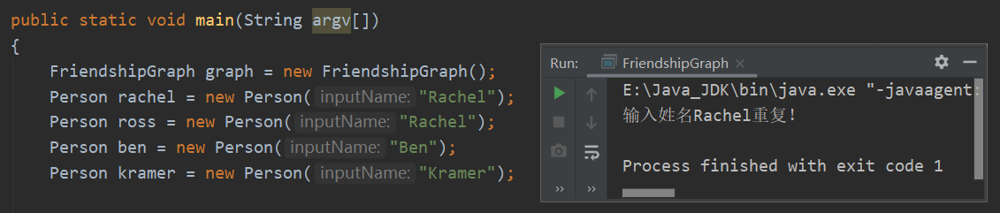 public static void main(String argv[])
{
FriendshipGraph graph = new FriendshipGraph();
Person rachel = new Person( inputName: "Rachel");
Person ross = new Person( inputName: "Rachel");
Person ben = new Person( inputName: "Ben");
Person kramer = new Person( inputName: "Kramer");
Run: FriendshipGraph ×
E:\Java_JDK\bin\java.exe "-javaagent:
输入姓名Rachel重复!
Process finished with exit code 1